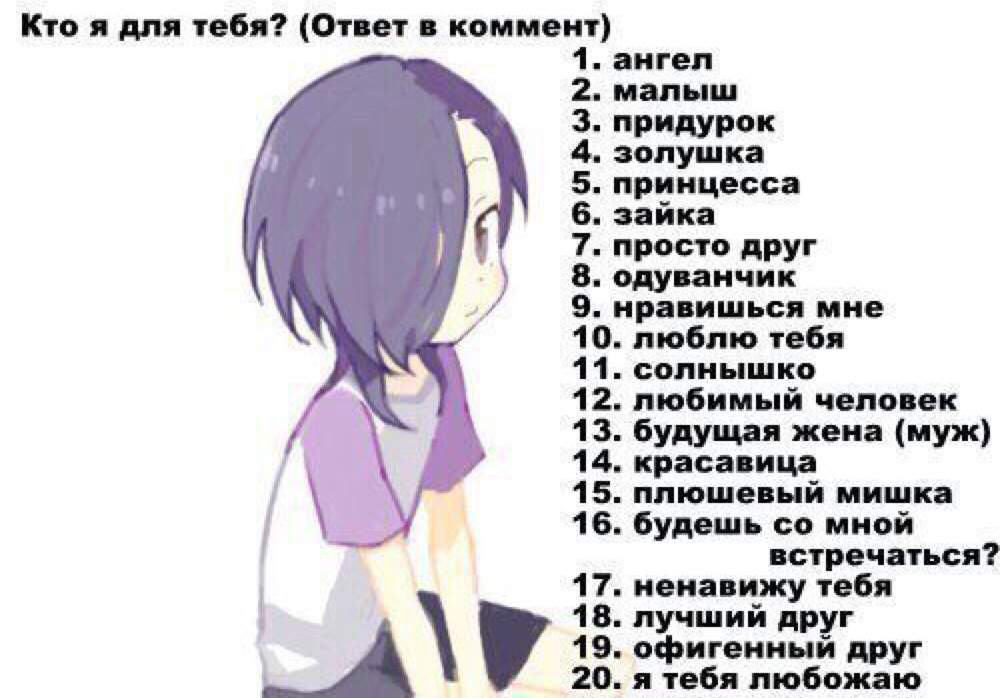 Кто я для тебя? (Ответ в коммент)
1. ангел
2. малыш
3. придурок
4. золушка
5. принцесса
6. зайка
7. просто друг
8. одуванчик
9. нравишься мне
10. люблю тебя
11. солнышко
12. любимый человек
13. будущая жена (муж)
14. красавица
15. плюшевый мишка
16. будешь со мной
встречаться?
17. ненавижу тебя
18. лучший друг
19. офигенный друг
20. я тебя любожаю